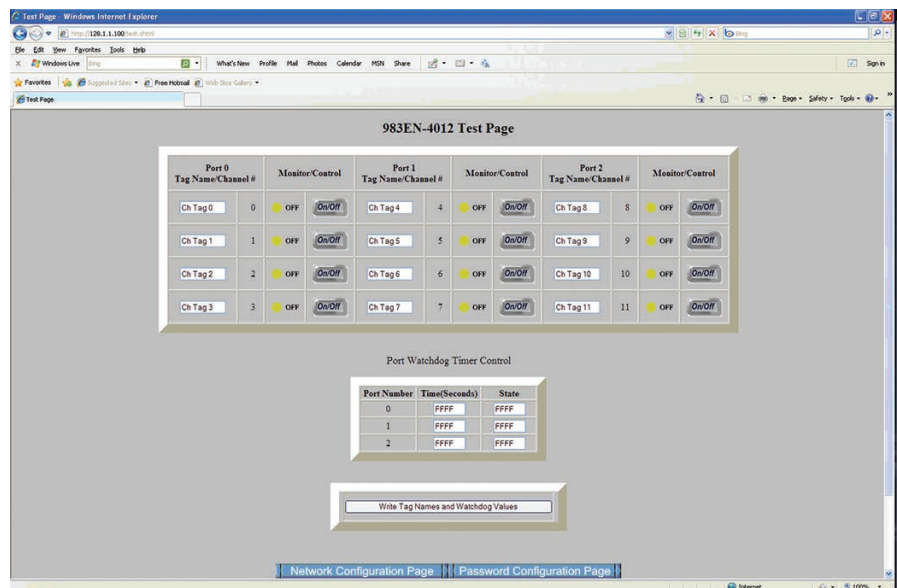 Test Page - Windows Internet Explorer
http://128.1.1.100/test.shtml
Bing
File Edit View Favorites Tools Help
Windows Live Bing What's New Profile Mail Photos Calendar MSN Share Sign in
Favorites Suggested Sites Free Hotmail Web Slice Gallery
Test Page Page Safety Tools
983EN-4012 Test Page
Port 0 Tag Name/Channel # Monitor/Control Port 1 Tag Name/Channel # Monitor/Control Port 2 Tag Name/Channel # Monitor/Control
Ch Tag 0 0 OFF On/Off Ch Tag 4 4 OFF On/Off Ch Tag 8 8 OFF On/Off
Ch Tag 1 1 OFF On/Off Ch Tag 5 5 OFF On/Off Ch Tag 9 9 OFF On/Off
Ch Tag 2 2 OFF On/Off Ch Tag 6 6 OFF On/Off Ch Tag 10 10 OFF On/Off
Ch Tag 3 3 OFF On/Off Ch Tag 7 7 OFF On/Off Ch Tag 11 11 OFF On/Off
Port Watchdog Timer Control
Port Number Time(Seconds) State
0 FFFF FFFF
1 FFFF FFFF
2 FFFF FFFF
Write Tag Names and Watchdog Values
Network Configuration Page Password Configuration Page
Internet 100%